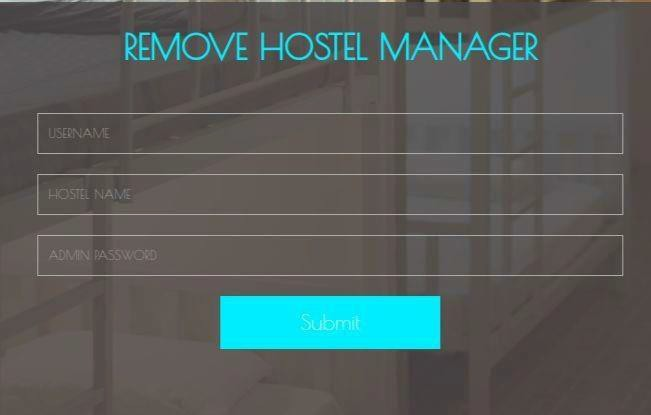 REMOVE HOSTEL MANAGER
USERNAME
HOSTEL NAME
ADMIN PASSWORD
Submit